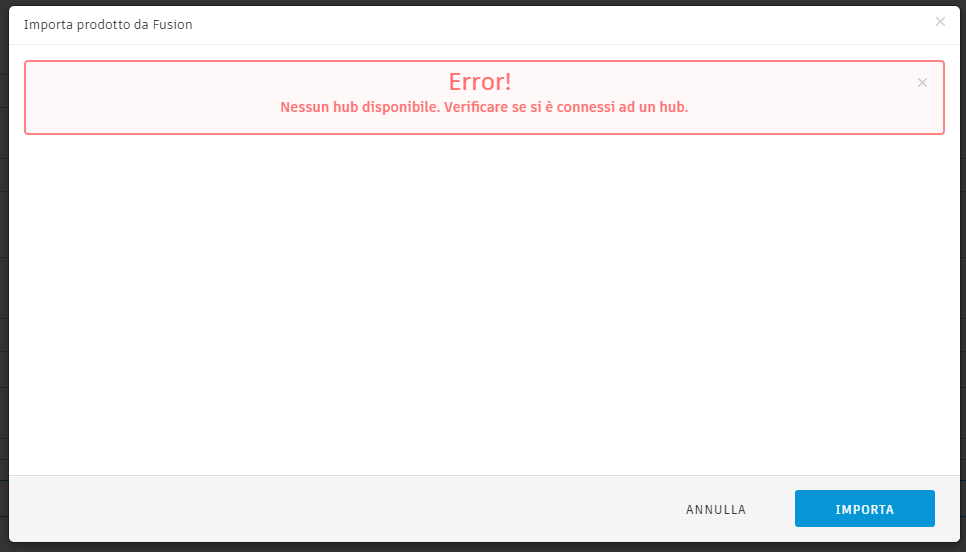 Importa prodotto da Fusion
Error!
Nessun hub disponibile. Verificare se si è connessi ad un hub.
ANNULLA
IMPORTA